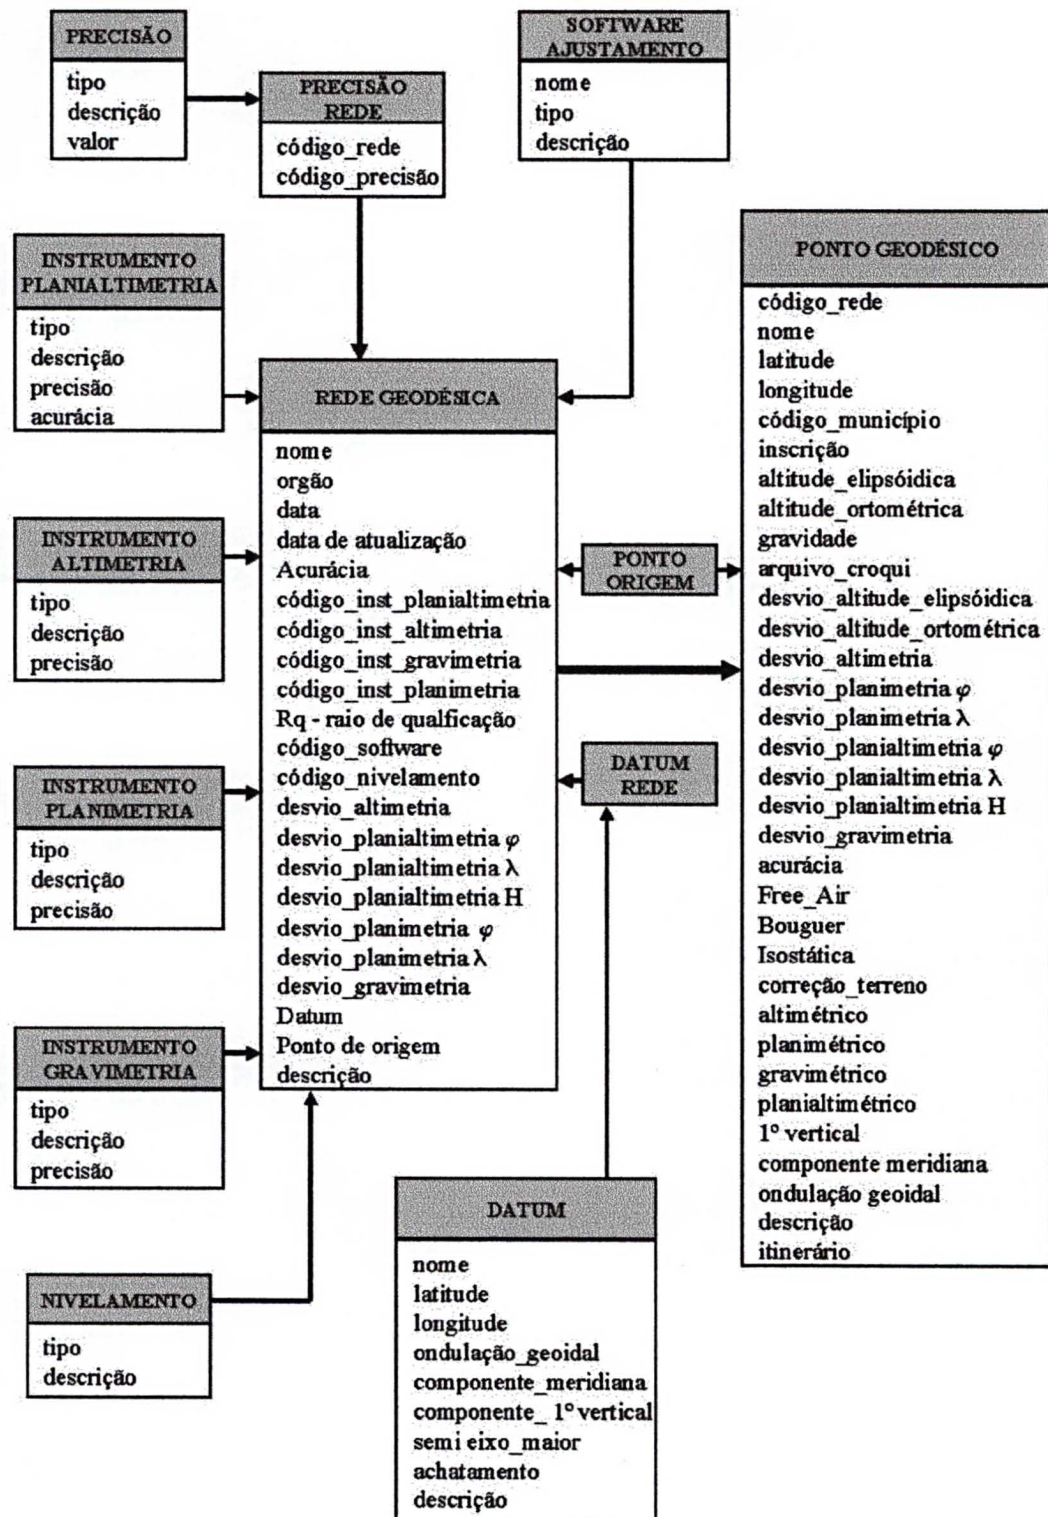 PRECISÃO
tipo
descrição
valor
PRECISÃO
REDE
código_rede
código_precisão
SOFTWARE
AJUSTAMENTO
nome
tipo
descrição
INSTRUMENTO
PLANIALTIMETRIA
tipo
descrição
precisão
acurácia
INSTRUMENTO
ALTIMETRIA
tipo
descrição
precisão
INSTRUMENTO
PLANIMETRIA
tipo
descrição
precisão
INSTRUMENTO
GRAVIMETRIA
tipo
descrição
precisão
NIVELAMENTO
tipo
descrição
REDE GEODÉSICA
nome
orgão
data
data de atualização
Acurácia
código_inst_planialtimetria
código_inst_altimetria
código_inst_gravimetria
código_inst_planimetria
Rq - raio de qualficação
código_software
código_nivelamento
desvio_altimetria
desvio_planialtimetria φ
desvio_planialtimetria λ
desvio_planialtimetria H
desvio_planimetria φ
desvio_planimetria λ
desvio_gravimetria
Datum
Ponto de origem
descrição
PONTO
ORIGEM
DATUM
REDE
DATUM
nome
latitude
longitude
ondulação_geoidal
componente_meridiana
componente_ 1º vertical
semi eixo_maior
achatamento
descrição
PONTO GEODÉSICO
código_rede
nome
latitude
longitude
código_município
inscrição
altitude_elipsóidica
altitude_ortométrica
gravidade
arquivo_croqui
desvio_altitude_elipsóidica
desvio_altitude_ortométrica
desvio_altimetria
desvio_planimetria φ
desvio_planimetria λ
desvio_planialtimetria φ
desvio_planialtimetria λ
desvio_planialtimetria H
desvio_gravimetria
acurácia
Free_Air
Bouguer
Isostática
correção_terreno
altimétrico
planimétrico
gravimétrico
planialtimétrico
1º vertical
componente meridiana
ondulação geoidal
descrição
itinerário